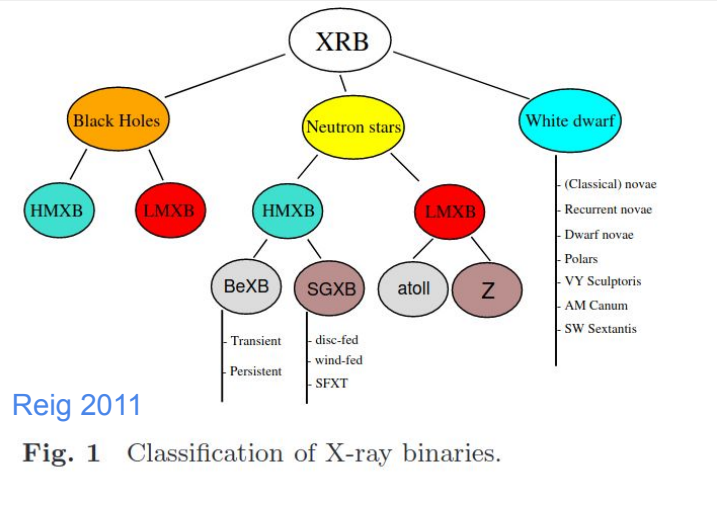 XRB
Black Holes
Neutron stars
White dwarf
HMXB
LMXB
HMXB
LMXB
BeXB
SGXB
atoll
Z
- Transient
- Persistent
- disc-fed
- wind-fed
- SFXT
- (Classical) novae
- Recurrent novae
- Dwarf novae
- Polars
- VY Sculptoris
- AM Canum
- SW Sextantis
Reig 2011
Fig. 1 Classification of X-ray binaries.